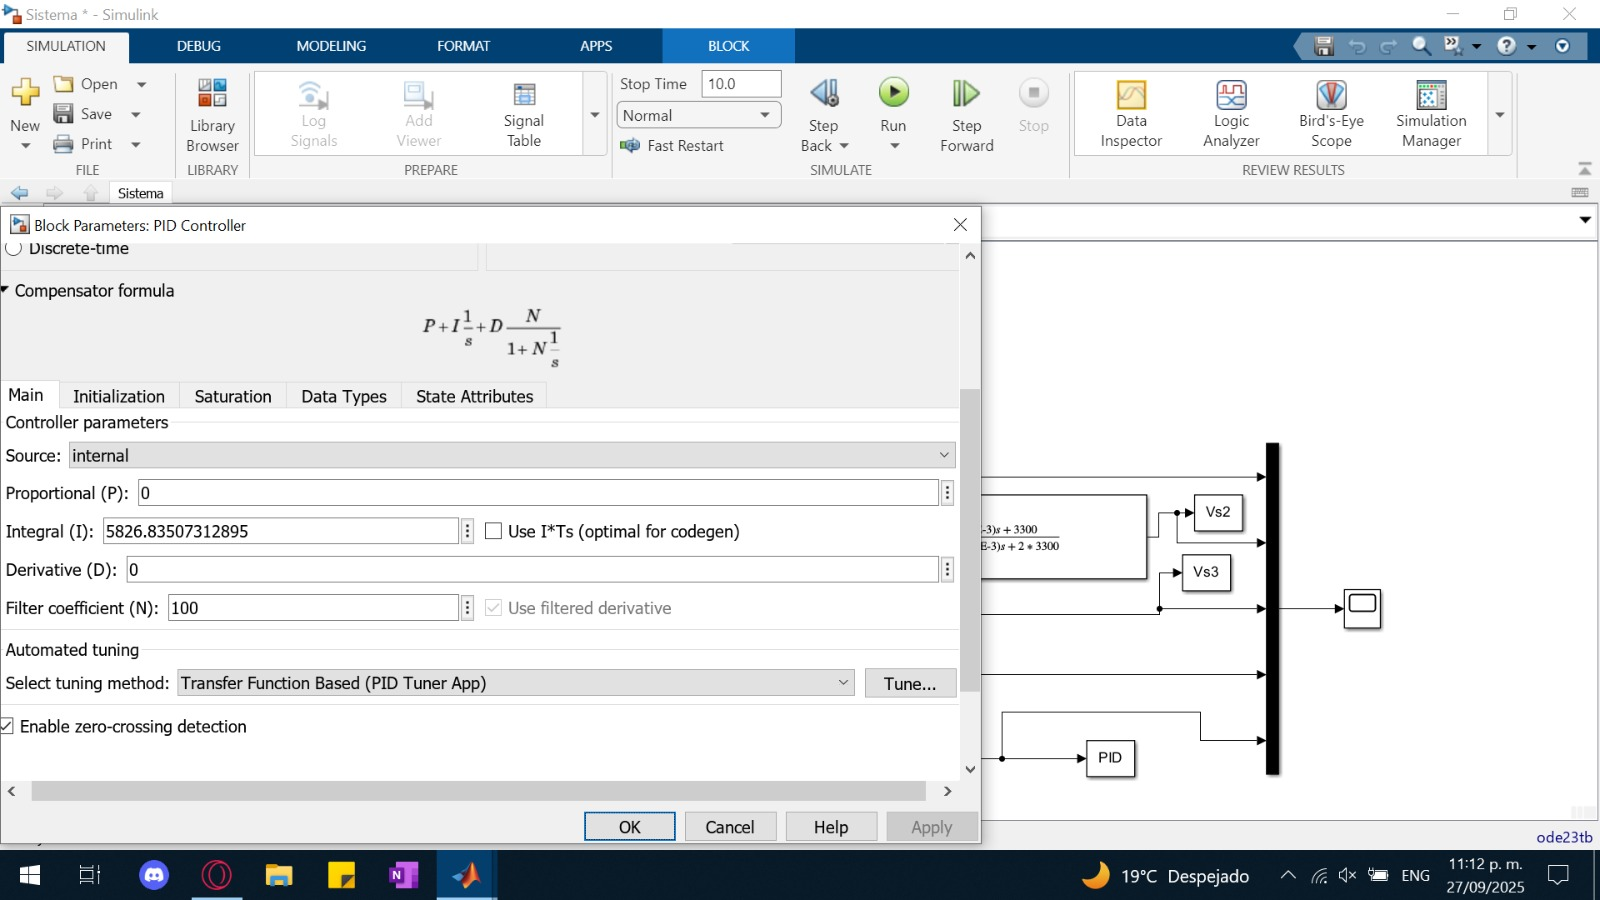 Sistema * - Simulink
SIMULATION DEBUG MODELING FORMAT APPS BLOCK
New
Open
Save
Print
FILE
Library Browser
LIBRARY
Log Signals
Add Viewer
Signal Table
PREPARE
Stop Time 10.0
Normal
Fast Restart
Step Back
Run
Step Forward
Stop
SIMULATE
Data Inspector
Logic Analyzer
Bird's-Eye Scope
Simulation Manager
REVIEW RESULTS
Sistema
Block Parameters: PID Controller
Discrete-time
Compensator formula
P+I 1/s +D N/(1+N 1/s)
Main Initialization Saturation Data Types State Attributes
Controller parameters
Source: internal
Proportional (P): 0
Integral (I): 5826.83507312895 Use I*Ts (optimal for codegen)
Derivative (D): 0
Filter coefficient (N): 100 Use filtered derivative
Automated tuning
Select tuning method: Transfer Function Based (PID Tuner App) Tune...
Enable zero-crossing detection
OK Cancel Help Apply
-3)s + 3300
E-3)s + 2 * 3300
Vs2
Vs3
PID
ode23tb
19°C Despejado
ENG
11:12 p. m.
27/09/2025